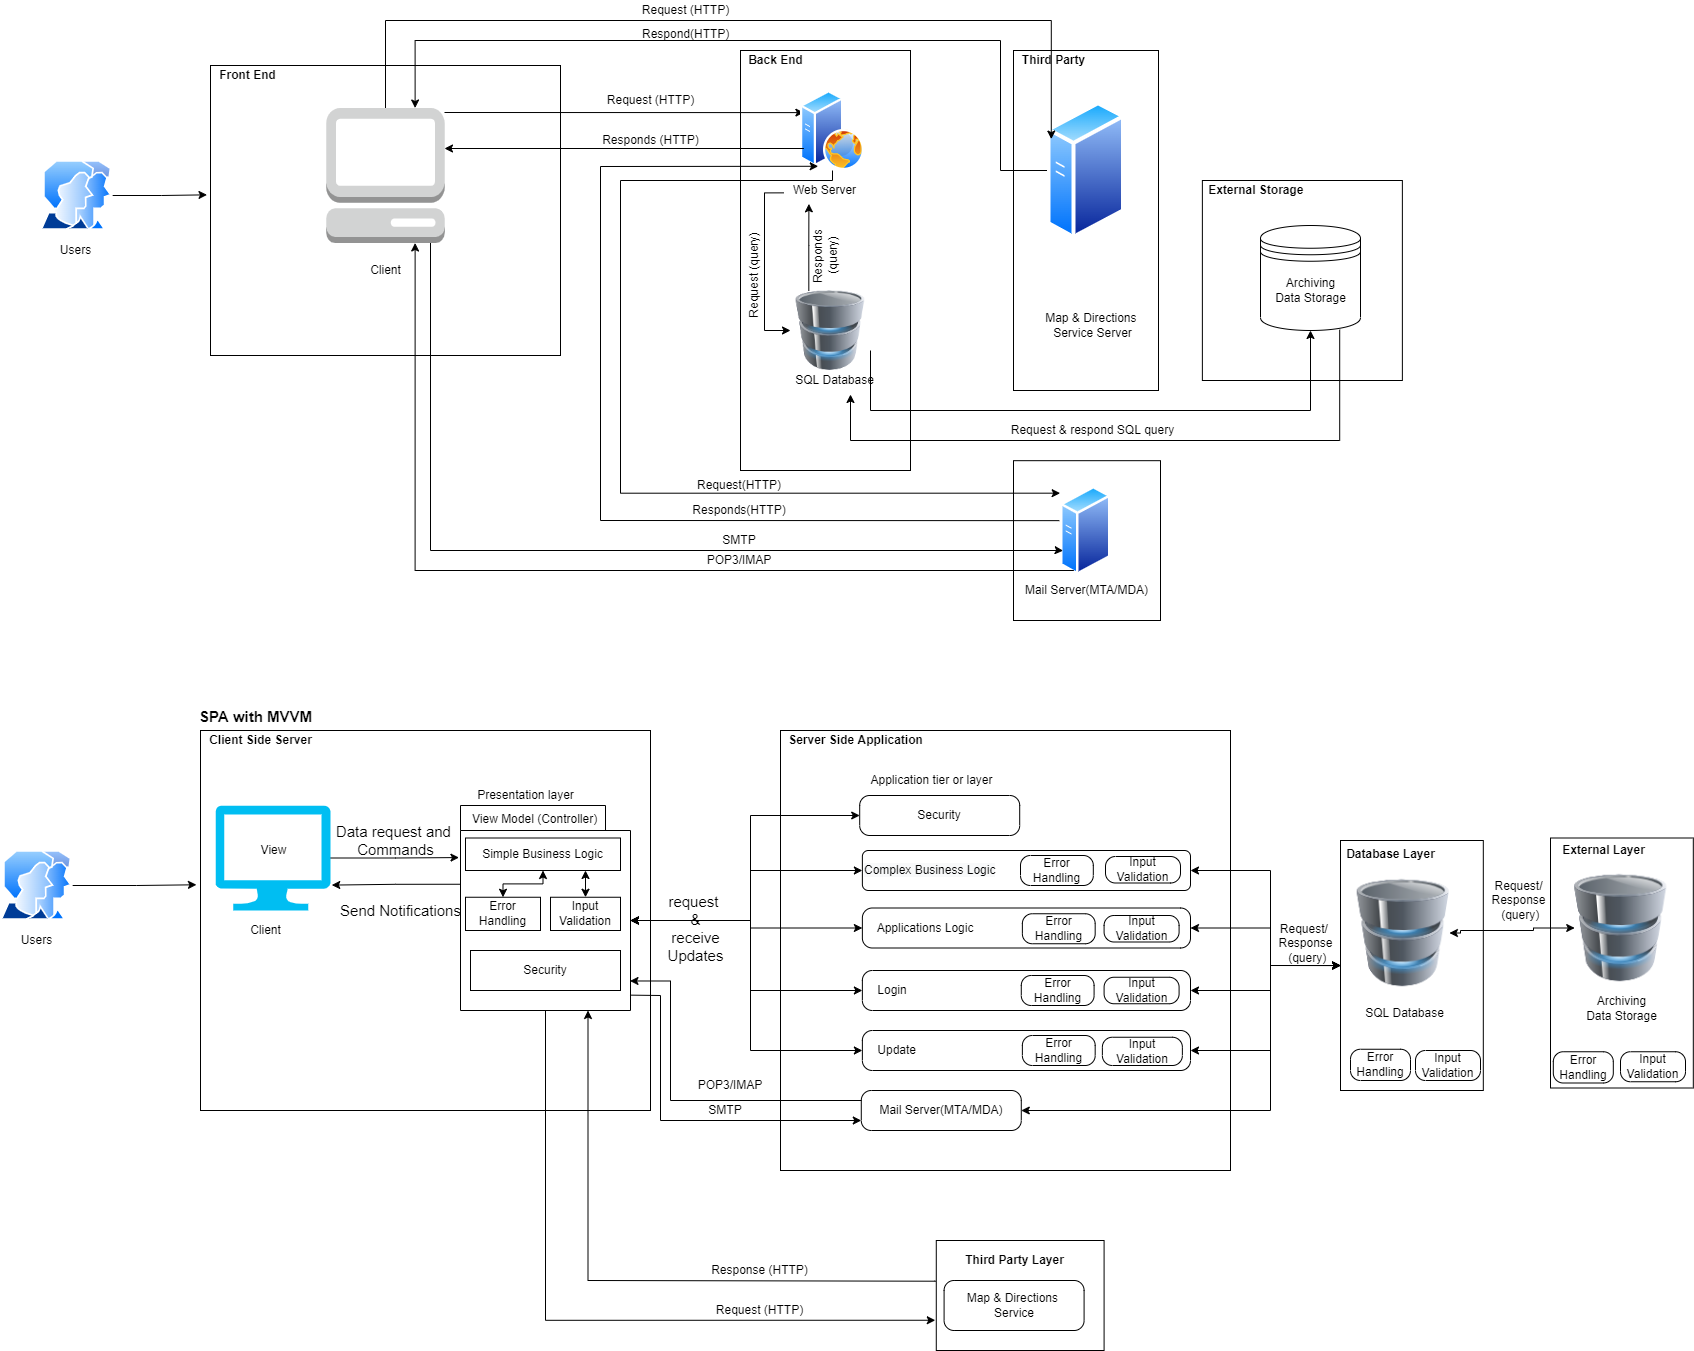 Request (HTTP)
Respond(HTTP)
Front End
Back End
Third Party
Request (HTTP)
Responds (HTTP)
Web Server
External Storage
Users
Client
Request (query)
Responds
(query)
Archiving
Data Storage
Map & Directions
Service Server
SQL Database
Request & respond SQL query
Request(HTTP)
Responds(HTTP)
SMTP
POP3/IMAP
Mail Server(MTA/MDA)
SPA with MVVM
Client Side Server
Presentation layer
View Model (Controller)
View
Data request and
Commands
Simple Business Logic
Error
Handling
Input
Validation
Send Notifications
Client
Users
Security
request
&
receive
Updates
POP3/IMAP
SMTP
Server Side Application
Application tier or layer
Security
Complex Business Logic
Error
Handling
Input
Validation
Applications Logic
Error
Handling
Input
Validation
Login
Error
Handling
Input
Validation
Update
Error
Handling
Input
Validation
Mail Server(MTA/MDA)
Request/
Response
(query)
Database Layer
SQL Database
Error
Handling
Input
Validation
Request/
Response
(query)
External Layer
Archiving
Data Storage
Error
Handling
Input
Validation
Response (HTTP)
Request (HTTP)
Third Party Layer
Map & Directions
Service